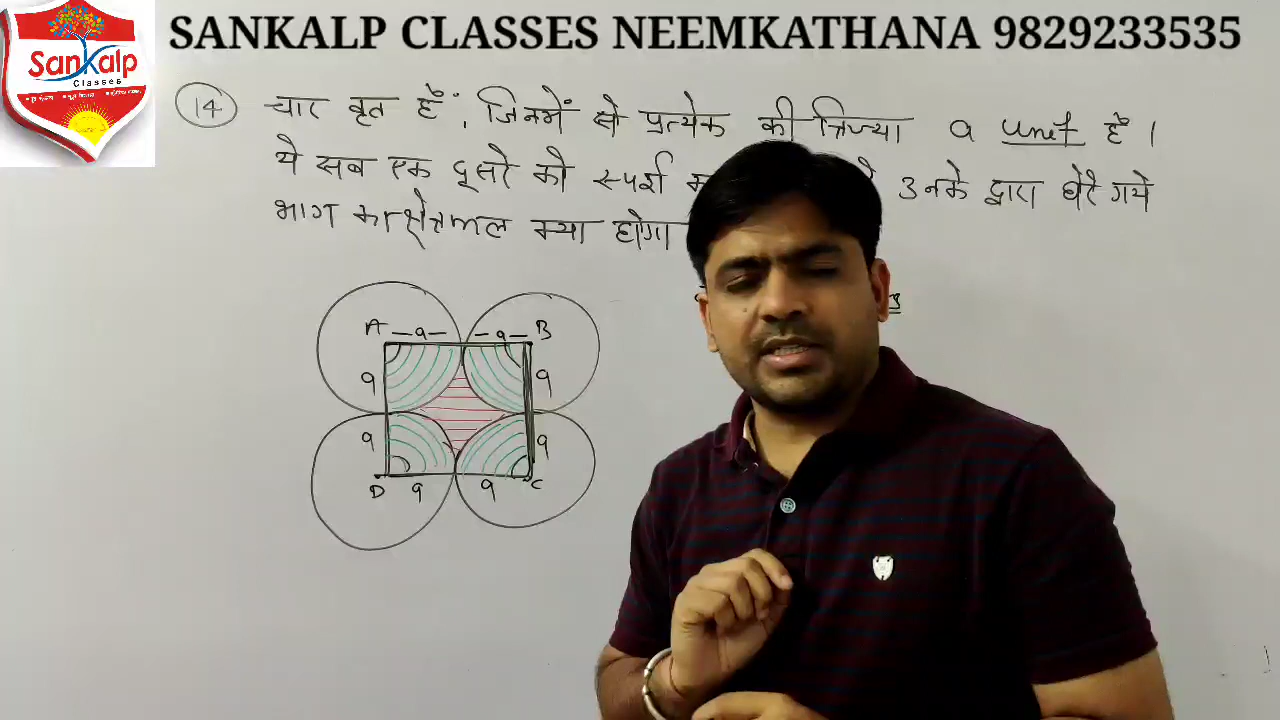 SANKALP CLASSES NEEMKATHANA 9829233535
Sankalp
Classes
14 चार वृत हैं, जिनमें से प्रत्येक की त्रिज्या a unit है ।
ये सब एक दूसरे को स्पर्श उनके द्वारा घेरे गये
भाग का क्षेत्रफल क्या होगा
A a a B
a a
a a
D a a C